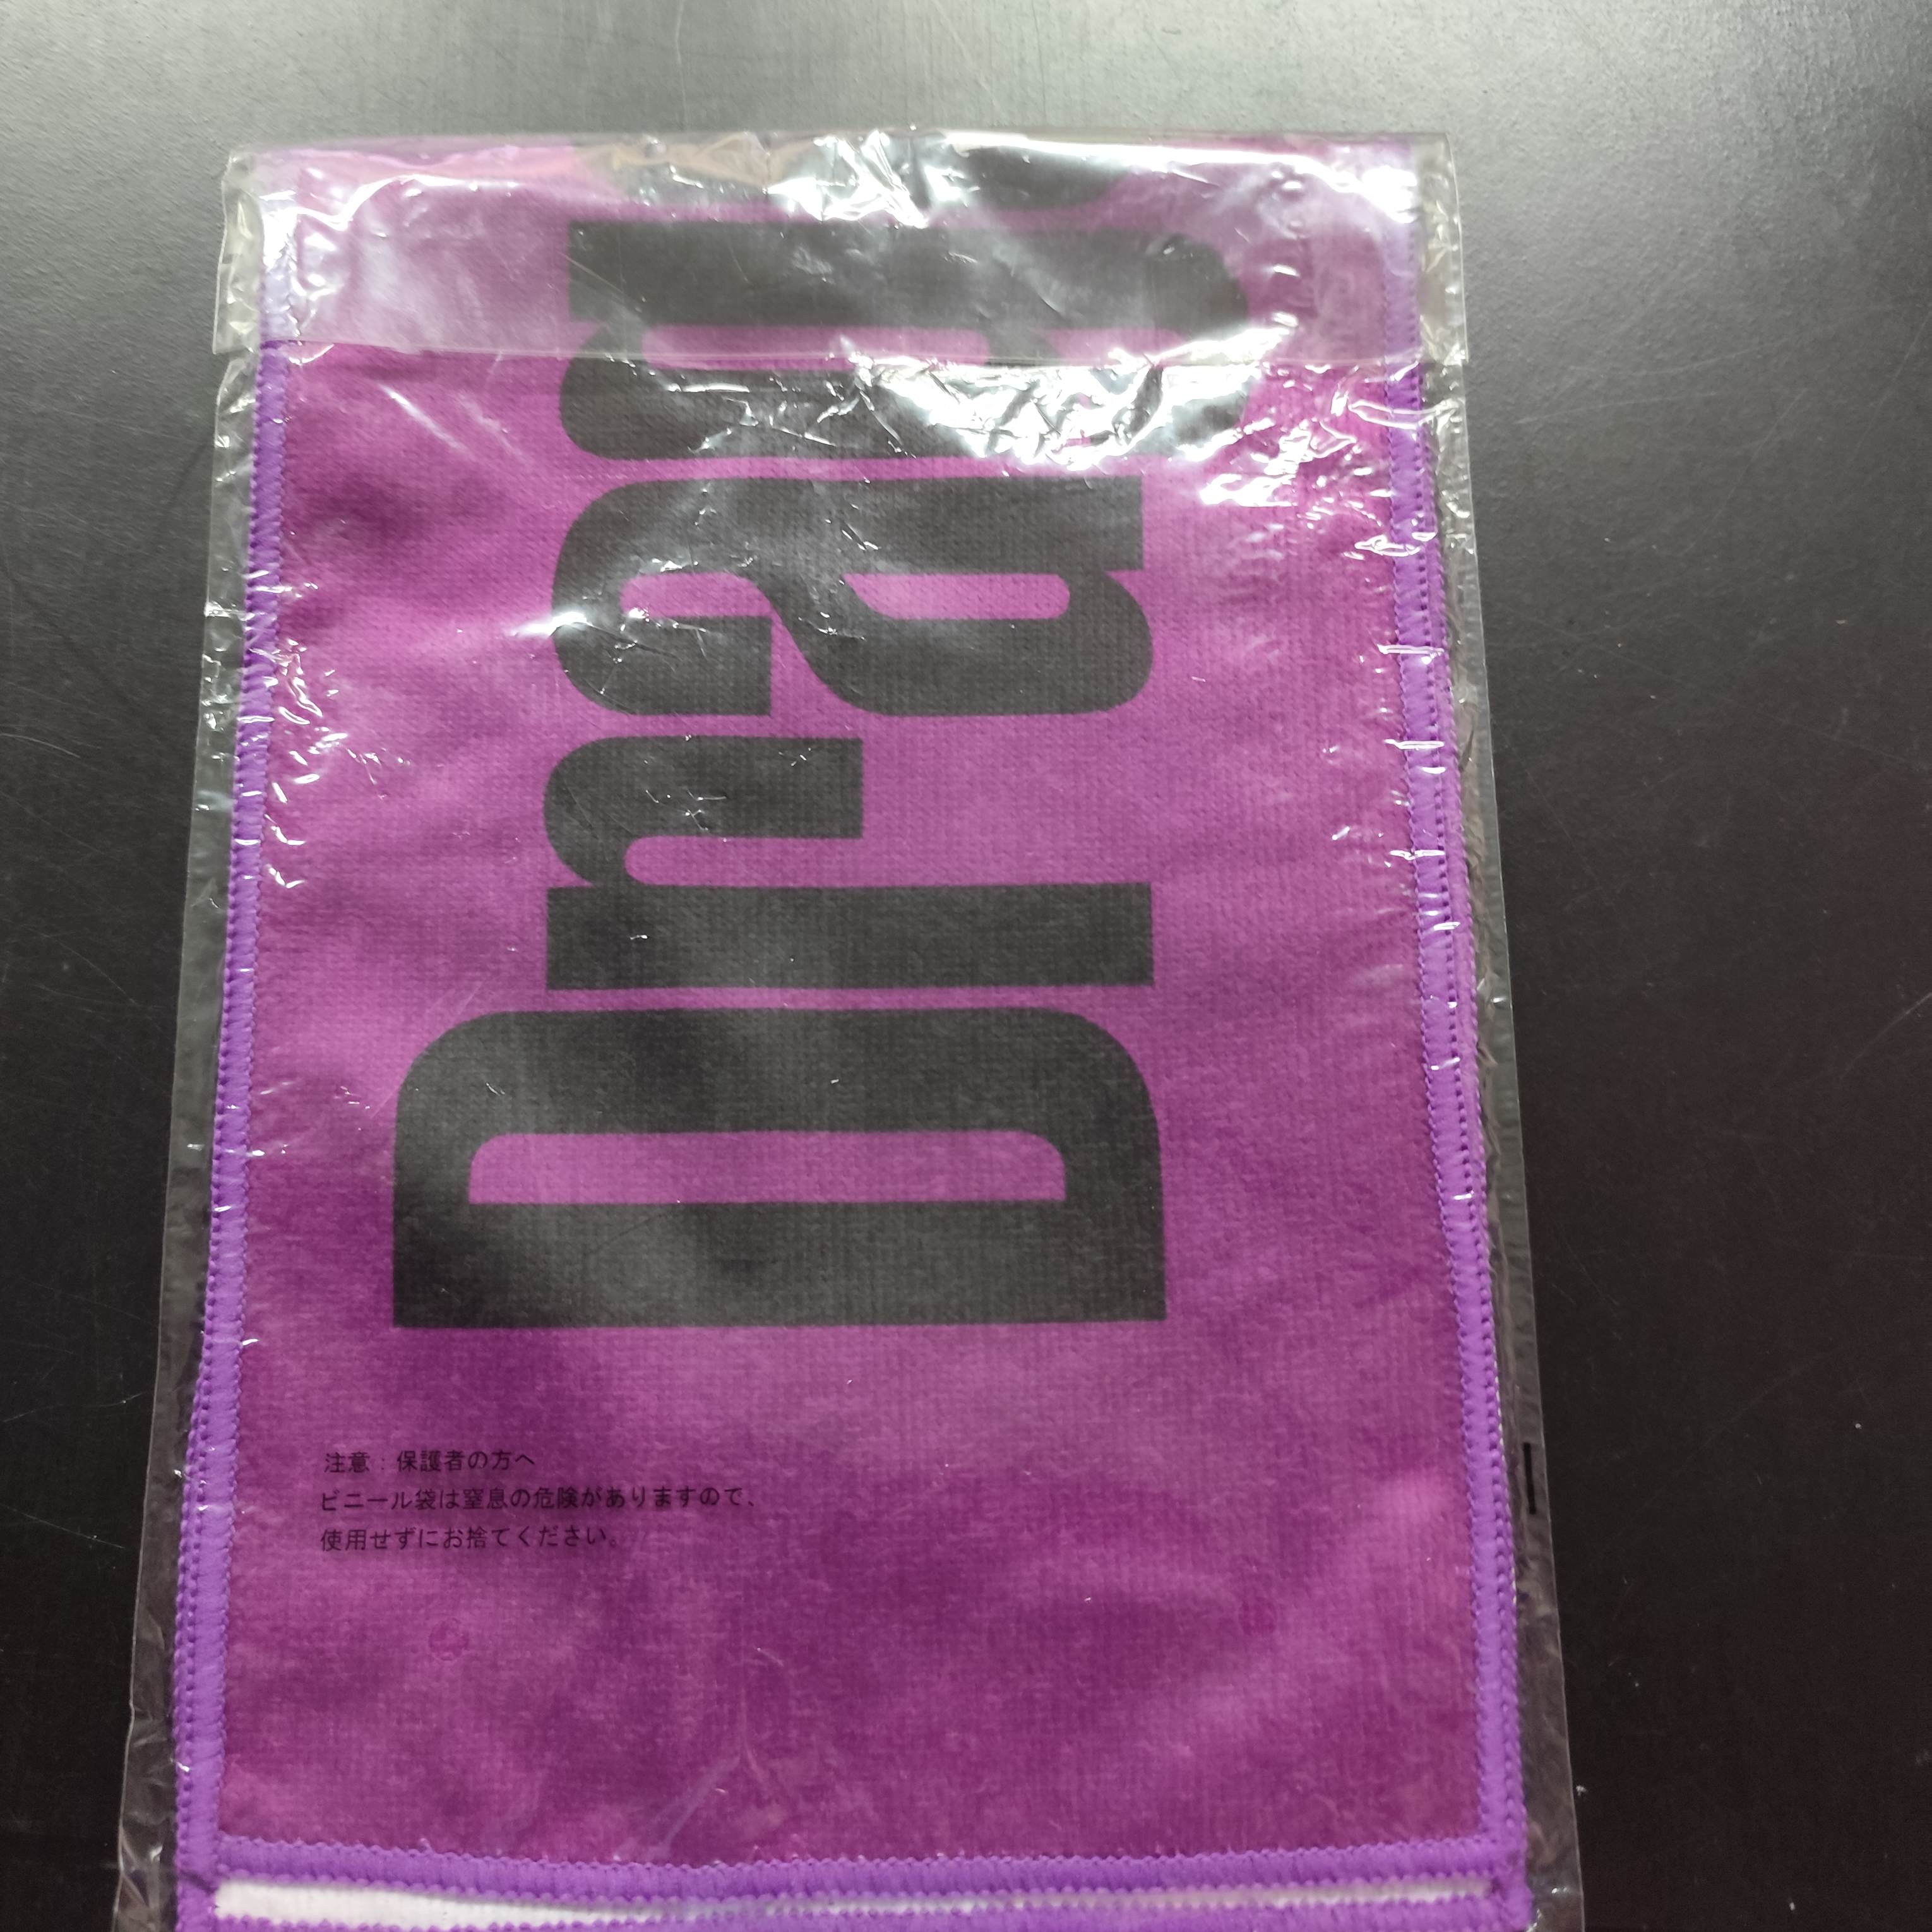 Drag
注意：保護者の方へ
ビニール袋は窒息の危険がありますので、
使用せずにお捨てください。